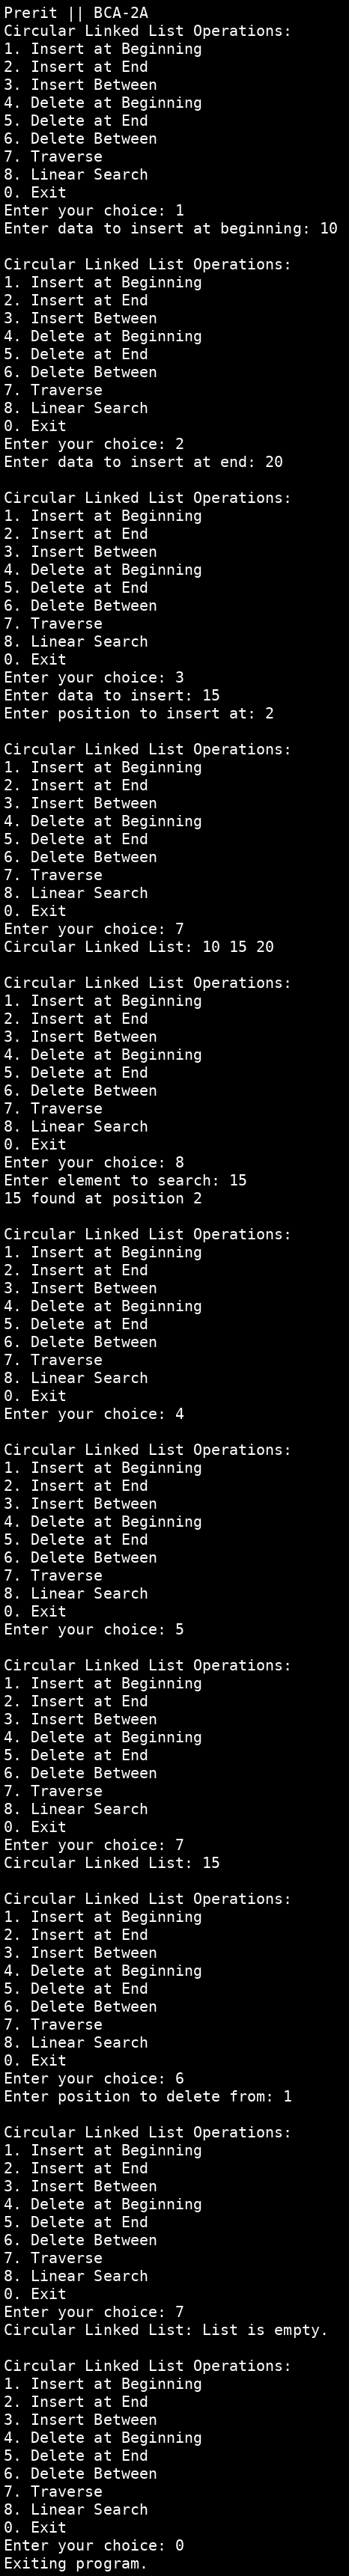 Prerit || BCA-2A
Circular Linked List Operations:
1. Insert at Beginning
2. Insert at End
3. Insert Between
4. Delete at Beginning
5. Delete at End
6. Delete Between
7. Traverse
8. Linear Search
0. Exit
Enter your choice: 1
Enter data to insert at beginning: 10

Circular Linked List Operations:
1. Insert at Beginning
2. Insert at End
3. Insert Between
4. Delete at Beginning
5. Delete at End
6. Delete Between
7. Traverse
8. Linear Search
0. Exit
Enter your choice: 2
Enter data to insert at end: 20

Circular Linked List Operations:
1. Insert at Beginning
2. Insert at End
3. Insert Between
4. Delete at Beginning
5. Delete at End
6. Delete Between
7. Traverse
8. Linear Search
0. Exit
Enter your choice: 3
Enter data to insert: 15
Enter position to insert at: 2

Circular Linked List Operations:
1. Insert at Beginning
2. Insert at End
3. Insert Between
4. Delete at Beginning
5. Delete at End
6. Delete Between
7. Traverse
8. Linear Search
0. Exit
Enter your choice: 7
Circular Linked List: 10 15 20

Circular Linked List Operations:
1. Insert at Beginning
2. Insert at End
3. Insert Between
4. Delete at Beginning
5. Delete at End
6. Delete Between
7. Traverse
8. Linear Search
0. Exit
Enter your choice: 8
Enter element to search: 15
15 found at position 2

Circular Linked List Operations:
1. Insert at Beginning
2. Insert at End
3. Insert Between
4. Delete at Beginning
5. Delete at End
6. Delete Between
7. Traverse
8. Linear Search
0. Exit
Enter your choice: 4

Circular Linked List Operations:
1. Insert at Beginning
2. Insert at End
3. Insert Between
4. Delete at Beginning
5. Delete at End
6. Delete Between
7. Traverse
8. Linear Search
0. Exit
Enter your choice: 5

Circular Linked List Operations:
1. Insert at Beginning
2. Insert at End
3. Insert Between
4. Delete at Beginning
5. Delete at End
6. Delete Between
7. Traverse
8. Linear Search
0. Exit
Enter your choice: 7
Circular Linked List: 15

Circular Linked List Operations:
1. Insert at Beginning
2. Insert at End
3. Insert Between
4. Delete at Beginning
5. Delete at End
6. Delete Between
7. Traverse
8. Linear Search
0. Exit
Enter your choice: 6
Enter position to delete from: 1

Circular Linked List Operations:
1. Insert at Beginning
2. Insert at End
3. Insert Between
4. Delete at Beginning
5. Delete at End
6. Delete Between
7. Traverse
8. Linear Search
0. Exit
Enter your choice: 7
Circular Linked List: List is empty.

Circular Linked List Operations:
1. Insert at Beginning
2. Insert at End
3. Insert Between
4. Delete at Beginning
5. Delete at End
6. Delete Between
7. Traverse
8. Linear Search
0. Exit
Enter your choice: 0
Exiting program.